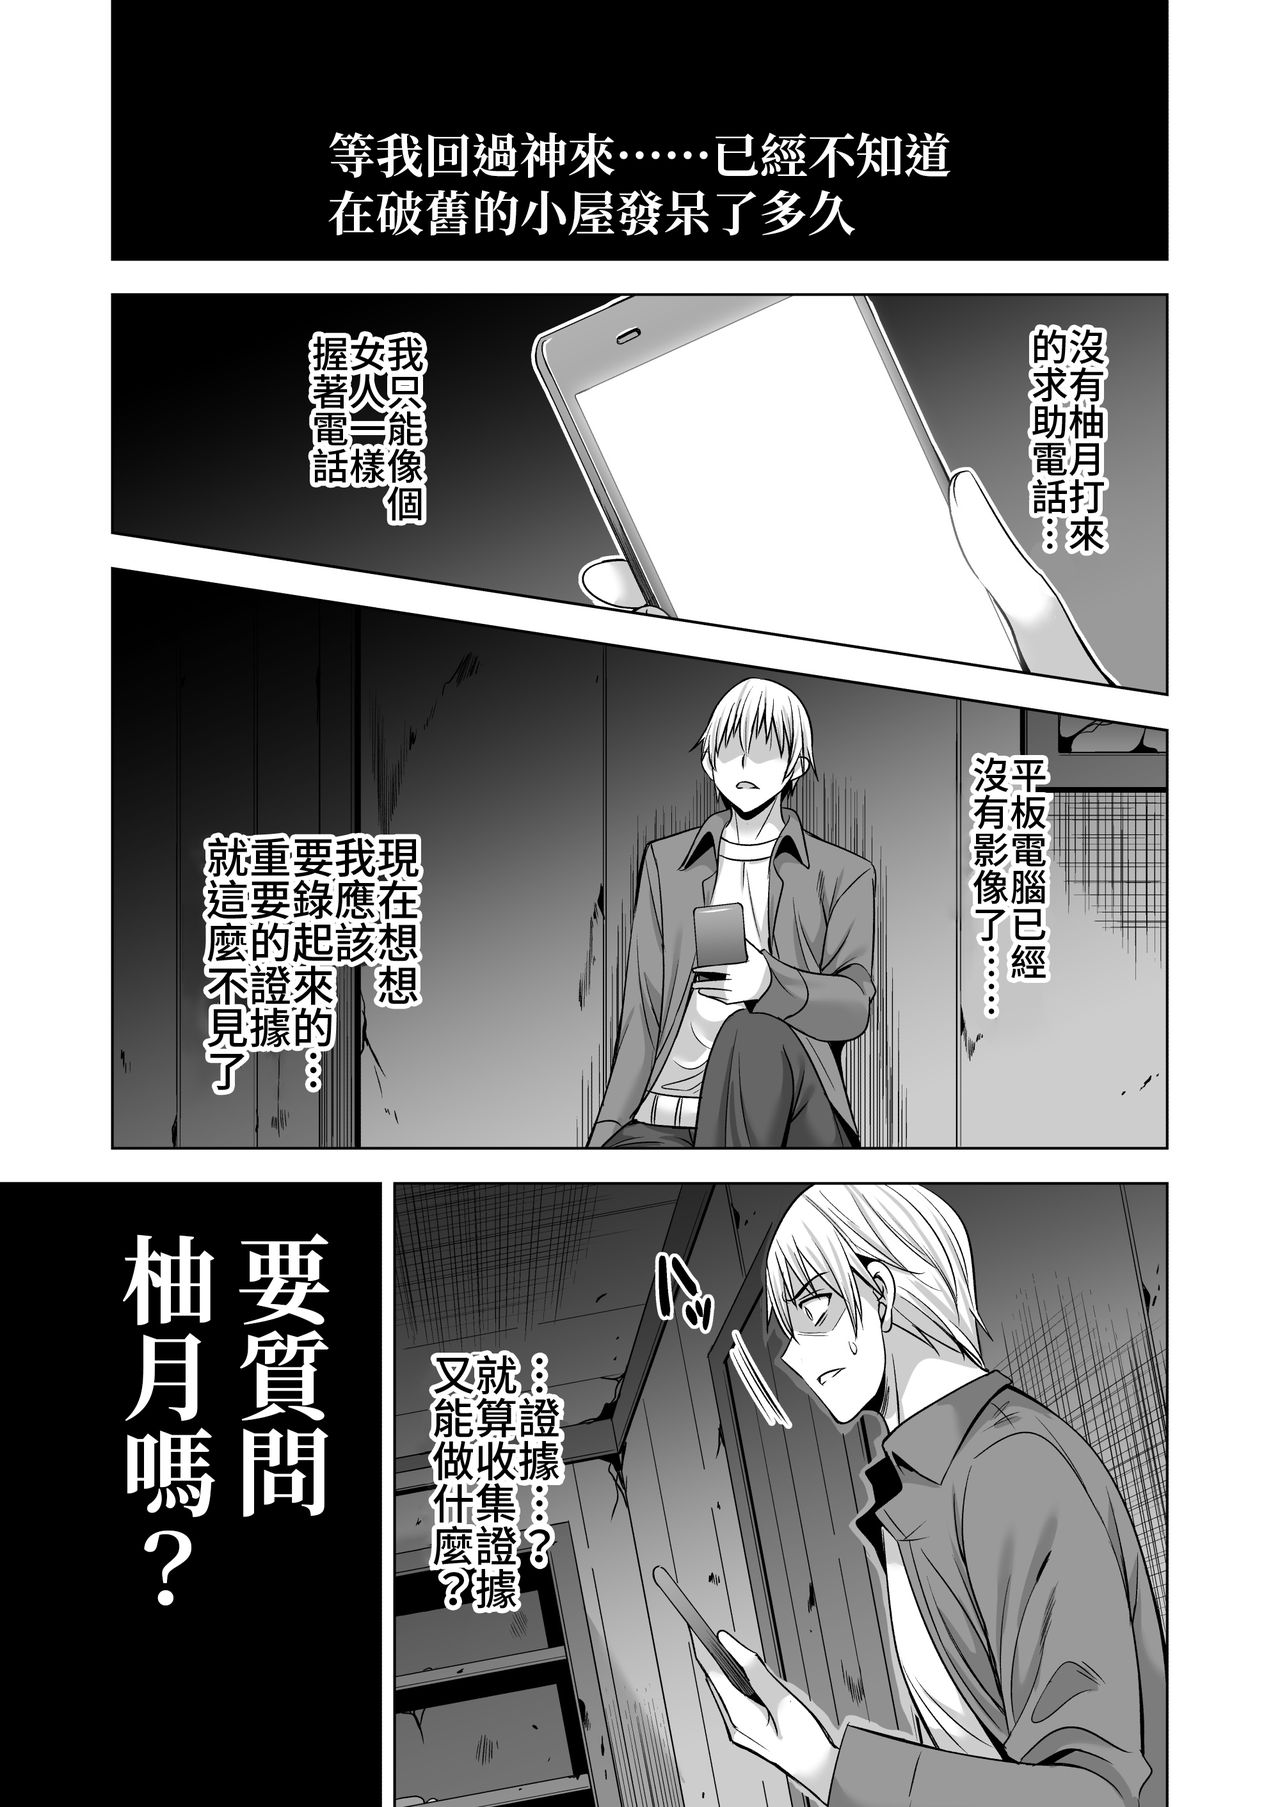 等我回過神來……已經不知道
在破舊的小屋發呆了多久
沒有柚月打來
的求助電話…
我只能像個
女人一樣
握著電話
平板電腦已經
沒有影像了……
現在想想
我應該
要錄起來的…
重要的證據
就這麼不見了
…證據…？
就算收集證據
又能做什麼？
要質問
柚月嗎？